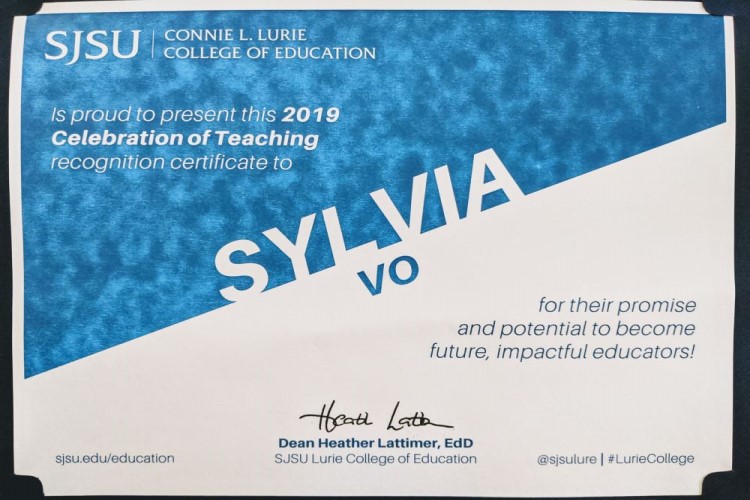 SJSU | CONNIE L. LURIE
COLLEGE OF EDUCATION
Is proud to present this 2019
Celebration of Teaching
recognition certificate to
SYLVIA
VO
for their promise
and potential to become
future, impactful educators!
Heath Latt
Dean Heather Lattimer, EdD
SJSU Lurie College of Education
sjsu.edu/education
@sjsulure | #LurieCollege